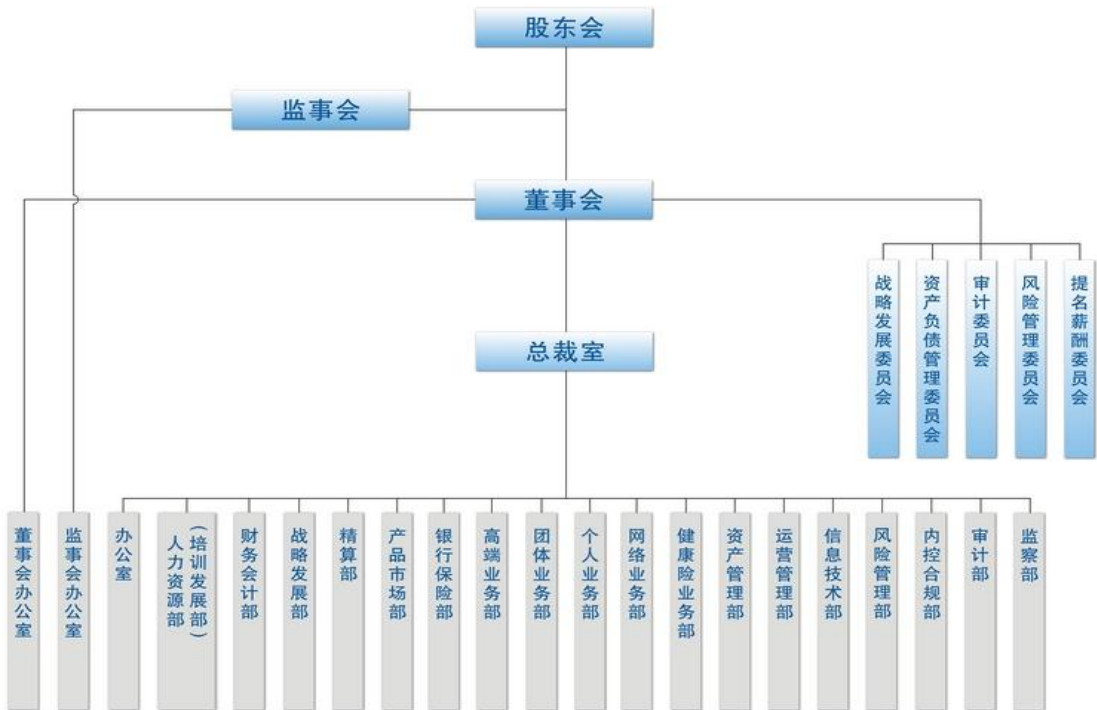 股东会
监事会
董事会
战略发展委员会
资产负债管理委员会
审计委员会
风险管理委员会
提名薪酬委员会
总裁室
董事会办公室
监事会办公室
办公室
人力资源部
(培训发展部)
财务会计部
战略发展部
精算部
产品市场部
银行保险部
高端业务部
团体业务部
个人业务部
网络业务部
健康险业务部
资产管理部
运营管理部
信息技术部
风险管理部
内控合规部
审计部
监察部